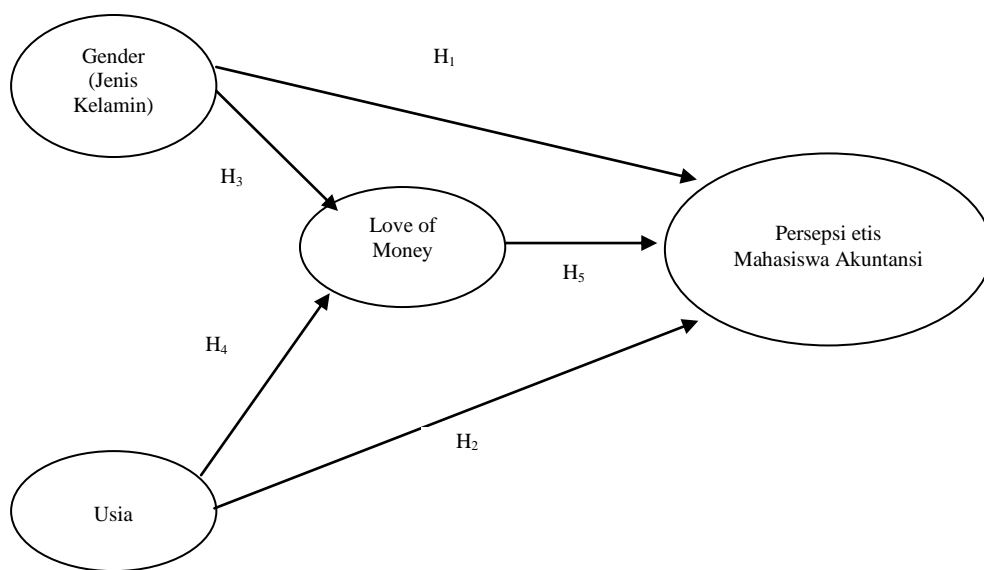 Gender
(Jenis
Kelamin)
H₁
H₃
Love of
Money
Persepsi etis
Mahasiswa Akuntansi
H₅
H₄
H₂
Usia